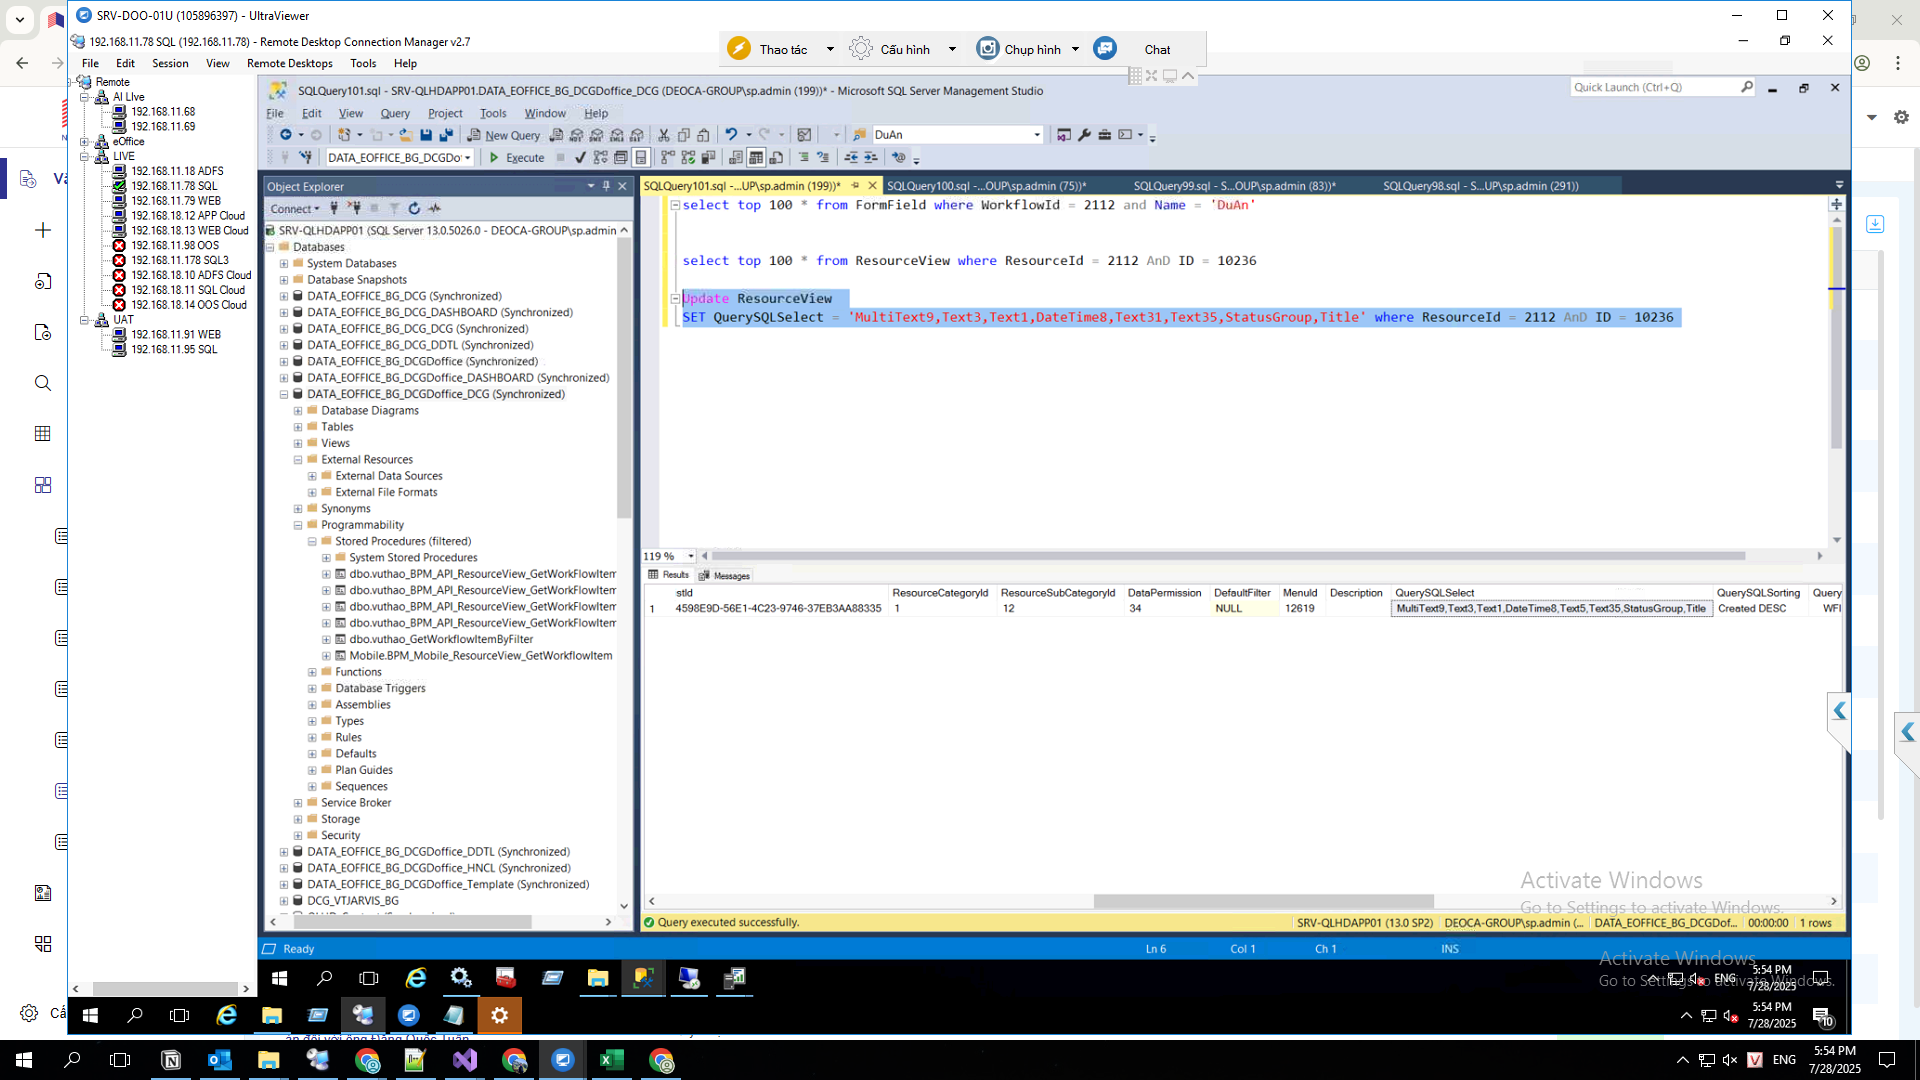 SRV-DOO-01U (105896397) - UltraViewer
192.168.11.78 SQL (192.168.11.78) - Remote Desktop Connection Manager v2.7
Thao tác
Cấu hình
Chụp hình
Chat
File Edit Session View Remote Desktops Tools Help
Remote
AI LIve
192.168.11.68
192.168.11.69
eOffice
LIVE
192.168.11.18 ADFS
192.168.11.78 SQL
192.168.11.79 WEB
192.168.18.12 APP Cloud
192.168.18.13 WEB Cloud
192.168.11.98 OOS
192.168.11.178 SQL3
192.168.18.10 ADFS Cloud
192.168.18.11 SQL Cloud
192.168.18.14 OOS Cloud
UAT
192.168.11.91 WEB
192.168.11.95 SQL
SQLQuery101.sql - SRV-QLHDAPP01.DATA_EOFFICE_BG_DCGDoffice_DCG (DEOCA-GROUP\sp.admin (199))* - Microsoft SQL Server Management Studio
Quick Launch (Ctrl+Q)
File Edit View Query Project Tools Window Help
New Query
DuAn
DATA_EOFFICE_BG_DCGDo
Execute
Object Explorer
Connect
SRV-QLHDAPP01 (SQL Server 13.0.5026.0 - DEOCA-GROUP\sp.admin
Databases
System Databases
Database Snapshots
DATA_EOFFICE_BG_DCG (Synchronized)
DATA_EOFFICE_BG_DCG_DASHBOARD (Synchronized)
DATA_EOFFICE_BG_DCG_DCG (Synchronized)
DATA_EOFFICE_BG_DCG_DDTL (Synchronized)
DATA_EOFFICE_BG_DCGDoffice (Synchronized)
DATA_EOFFICE_BG_DCGDoffice_DASHBOARD (Synchronized)
DATA_EOFFICE_BG_DCGDoffice_DCG (Synchronized)
Database Diagrams
Tables
Views
External Resources
External Data Sources
External File Formats
Synonyms
Programmability
Stored Procedures (filtered)
System Stored Procedures
dbo.vuthao_BPM_API_ResourceView_GetWorkFlowItem
dbo.vuthao_BPM_API_ResourceView_GetWorkflowItem
dbo.vuthao_BPM_API_ResourceView_GetWorkflowItem
dbo.vuthao_BPM_API_ResourceView_GetWorkflowItem
dbo.vuthao_GetWorkflowItemByFilter
Mobile.BPM_Mobile_ResourceView_GetWorkflowItem
Functions
Database Triggers
Assemblies
Types
Rules
Defaults
Plan Guides
Sequences
Service Broker
Storage
Security
DATA_EOFFICE_BG_DCGDoffice_DDTL (Synchronized)
DATA_EOFFICE_BG_DCGDoffice_HNCL (Synchronized)
DATA_EOFFICE_BG_DCGDoffice_Template (Synchronized)
DCG_VTJARVIS_BG
SQLQuery101.sql -...UP\sp.admin (199))*
SQLQuery100.sql -...OUP\sp.admin (75))*
SQLQuery99.sql - S...OUP\sp.admin (83))*
SQLQuery98.sql - S...UP\sp.admin (291))
select top 100 * from FormField where WorkflowId = 2112 and Name = 'DuAn'
select top 100 * from ResourceView where ResourceId = 2112 AnD ID = 10236
Update ResourceView
SET QuerySQLSelect = 'MultiText9,Text3,Text1,DateTime8,Text31,Text35,StatusGroup,Title' where ResourceId = 2112 AnD ID = 10236
119 %
Results Messages
stId ResourceCategoryId ResourceSubCategoryId DataPermission DefaultFilter MenuId Description QuerySQLSelect QuerySQLSorting Query
1 4598E9D-56E1-4C23-9746-37EB3AA88335 1 12 34 NULL 12619 MultiText9,Text3,Text1,DateTime8,Text5,Text35,StatusGroup,Title Created DESC WFI
Activate Windows
Go to Settings to activate Windows.
Query executed successfully.
SRV-QLHDAPP01 (13.0 SP2) DEOCA-GROUP\sp.admin (... DATA_EOFFICE_BG_DCGDof... 00:00:00 1 rows
Ready
Ln 6 Col 1 Ch 1 INS
Activate Windows
Go to Settings to activate Windows.
ENG
5:54 PM
7/28/2025
5:54 PM
7/28/2025
10
ENG
5:54 PM
7/28/2025